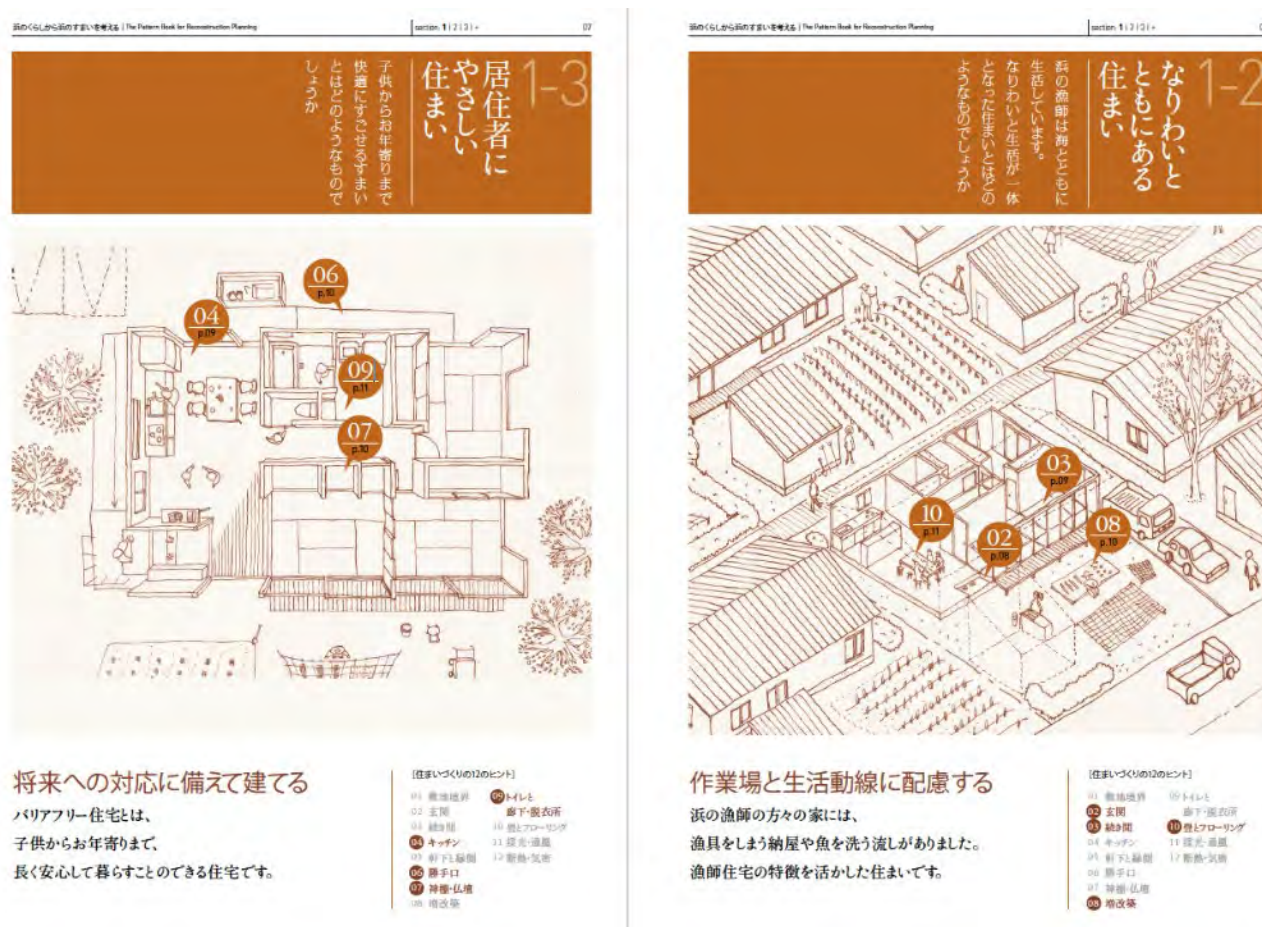 浜のくらしから浜のすまいを考える | The Pattern Book for Reconstruction Planning
section 1 | 2 | 3 | +
07
1-3
居住者に
やさしい
住まい
子供からお年寄りまで
快適にすごせるすまい
とはどのようなもので
しょうか
06
p.10
04
p.09
09
p.11
07
p.10
将来への対応に備えて建てる
バリアフリー住宅とは、
子供からお年寄りまで、
長く安心して暮らすことのできる住宅です。
[住まいづくりの12のヒント]
01 敷地境界
02 玄関
03 続き間
04 キッチン
05 軒下と縁側
06 勝手口
07 神棚・仏壇
08 増改築
09 トイレと
廊下・脱衣所
10 畳とフローリング
11 採光・通風
12 断熱・気密
浜のくらしから浜のすまいを考える | The Pattern Book for Reconstruction Planning
section 1 | 2 | 3 | +
1-2
なりわいと
ともにある
住まい
浜の漁師は海とともに
生活しています。
なりわいと生活が一体
となった住まいとはどの
ようなものでしょうか
03
p.09
10
p.11
02
p.08
08
p.10
作業場と生活動線に配慮する
浜の漁師の方々の家には、
漁具をしまう納屋や魚を洗う流しがありました。
漁師住宅の特徴を活かした住まいです。
[住まいづくりの12のヒント]
01 敷地境界
02 玄関
03 続き間
04 キッチン
05 軒下と縁側
06 勝手口
07 神棚・仏壇
08 増改築
09 トイレと
廊下・脱衣所
10 畳とフローリング
11 採光・通風
12 断熱・気密